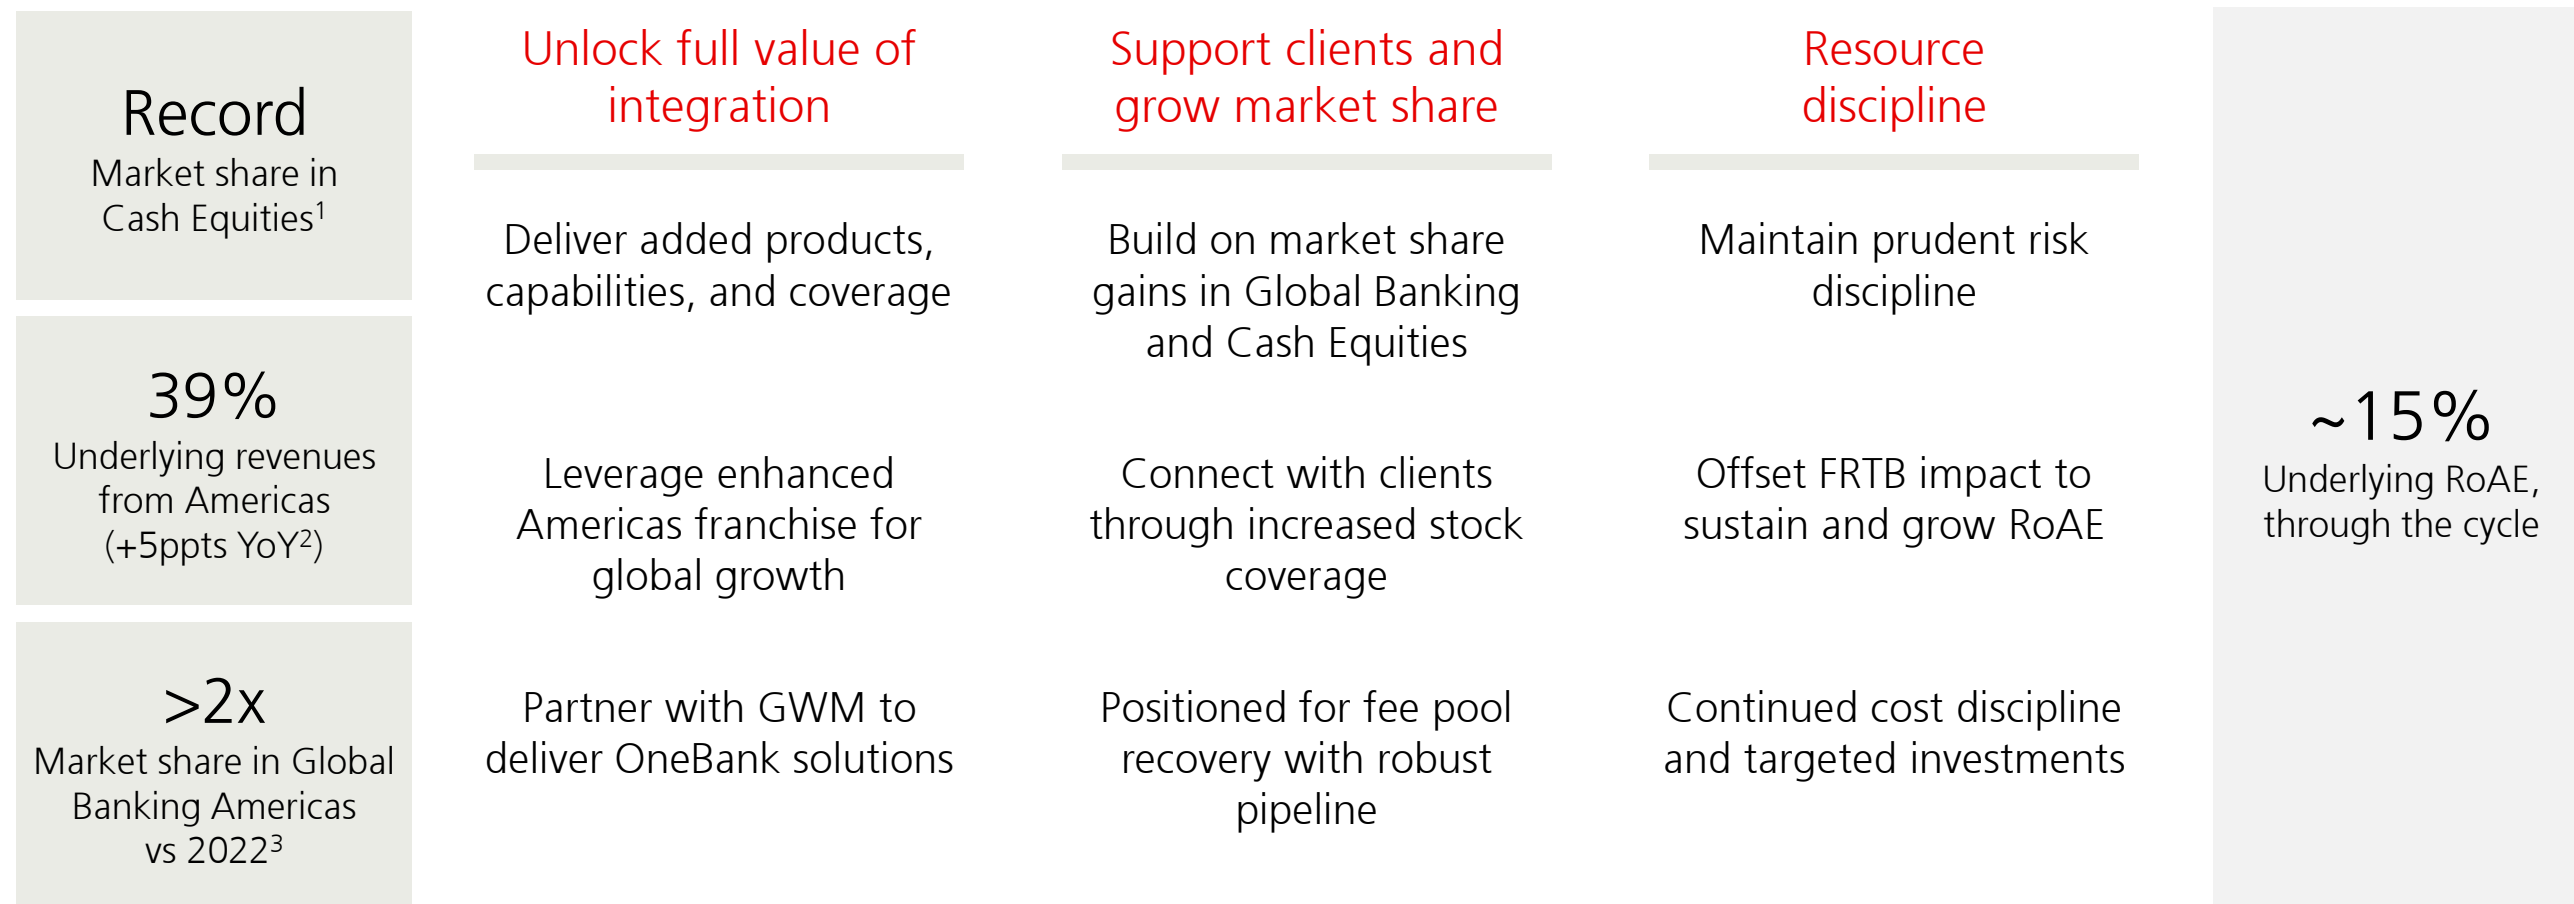 Record
Market share in
Cash Equities¹
39%
Underlying revenues
from Americas
(+5ppts YoY²)
>2x
Market share in Global
Banking Americas
vs 2022³
Unlock full value of
integration
Deliver added products,
capabilities, and coverage
Leverage enhanced
Americas franchise for
global growth
Partner with GWM to
deliver OneBank solutions
Support clients and
grow market share
Build on market share
gains in Global Banking
and Cash Equities
Connect with clients
through increased stock
coverage
Positioned for fee pool
recovery with robust
pipeline
Resource
discipline
Maintain prudent risk
discipline
Offset FRTB impact to
sustain and grow RoAE
Continued cost discipline
and targeted investments
~15%
Underlying RoAE,
through the cycle